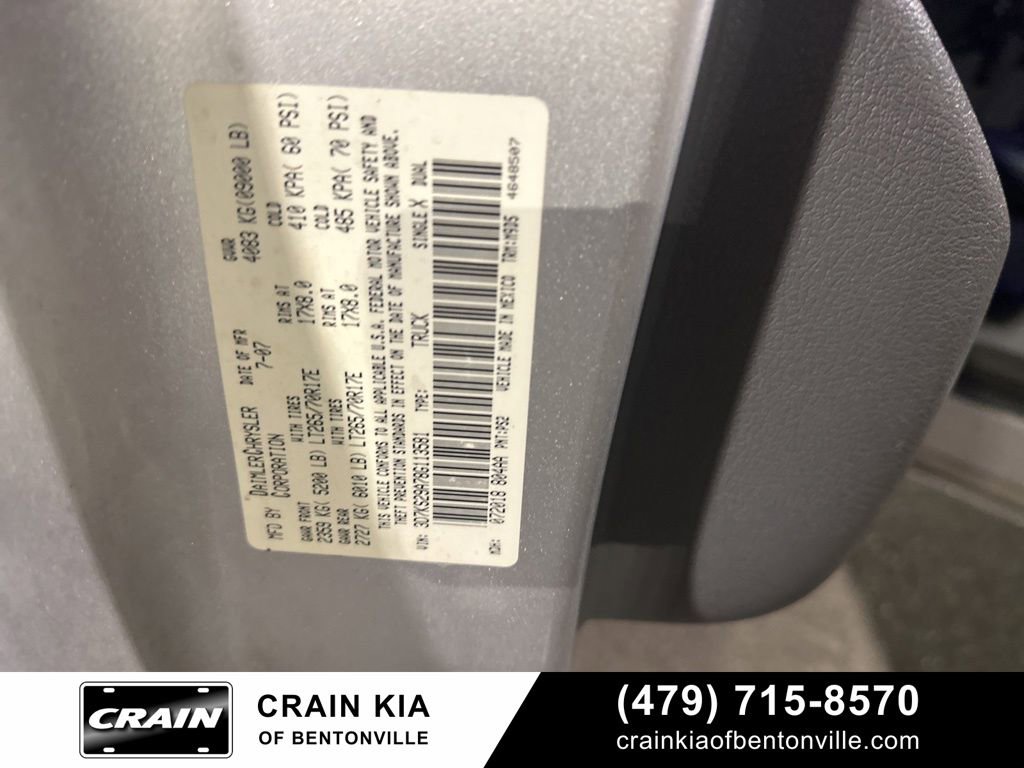 MFD BY DAIMLERCHRYSLER CORPORATION DATE OF MFR 7-07 GVWR 4083 KG(09000 LB)
GAWR FRONT WITH TIRES RIMS AT COLD
2359 KG( 5200 LB) LT265/70R17E 17X8.0 410 KPA( 60 PSI)
GAWR REAR WITH TIRES RIMS AT COLD
2727 KG( 6010 LB) LT265/70R17E 17X8.0 485 KPA( 70 PSI)
THIS VEHICLE CONFORMS TO ALL APPLICABLE U.S.A. FEDERAL MOTOR VEHICLE SAFETY AND
THEFT PREVENTION STANDARDS IN EFFECT ON THE DATE OF MANUFACTURE SHOWN ABOVE.
VIN: 3D7KS29A78G113581 TYPE: TRUCK SINGLE X DUAL
MDH: 072018 804AA PNT:PS2 VEHICLE MADE IN MEXICO TRM:M9D5 4648507
CRAIN
CRAIN KIA
OF BENTONVILLE
(479) 715-8570
crainkiaofbentonville.com